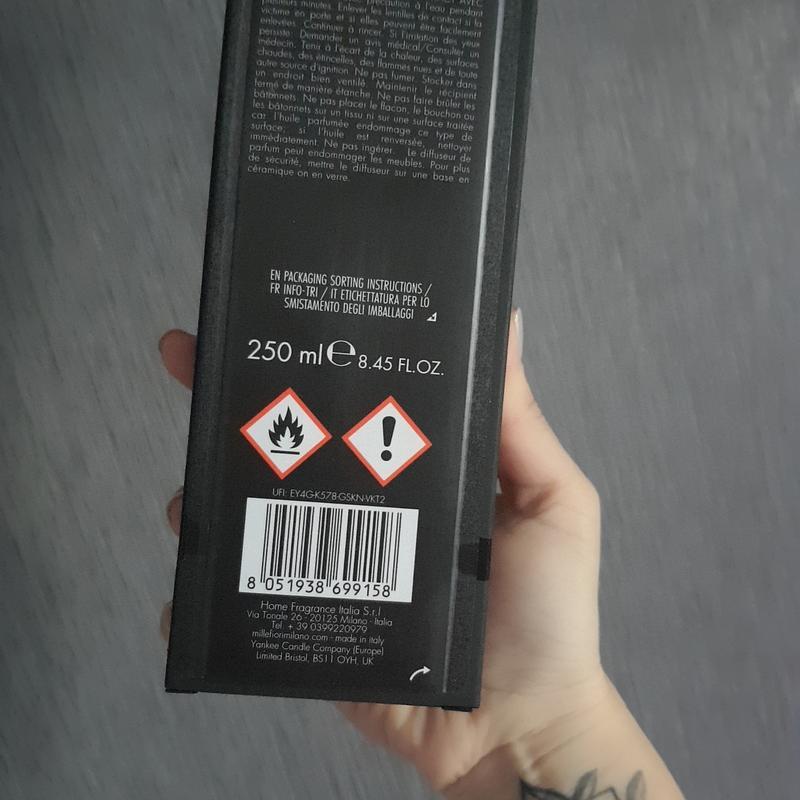 plusieurs minutes. Enlever les lentilles de contact si la
victime en porte et si elles peuvent être facilement
enlevées. Continuer à rincer. Si l'irritation des yeux
persiste: Demander un avis médical/Consulter un
médecin. Tenir à l'écart de la chaleur, des surfaces
chaudes, des étincelles, des flammes nues et de toute
autre source d'ignition. Ne pas fumer. Stocker dans
un endroit bien ventilé. Maintenir le récipient
fermé de manière étanche. Ne pas faire brûler les
bâtonnets. Ne pas placer le flacon, le bouchon ou
les bâtonnets sur un tissu ni sur une surface traitée
car l'huile parfumée endommage ce type de
surface; si l'huile est renversée, nettoyer
immédiatement. Ne pas ingérer. Le diffuseur de
parfum peut endommager les meubles. Pour plus
de sécurité, mettre le diffuseur sur une base en
céramique on en verre.
EN PACKAGING SORTING INSTRUCTIONS /
FR INFO-TRI / IT ETICHETTATURA PER LO
SMISTAMENTO DEGLI IMBALLAGGI
250 ml ℮ 8.45 FL.OZ.
UFI: EY4G-K578-GSKN-VKT2
8 051938 699158
Home Fragrance Italia S.r.l
Via Tonale 26 - 20125 Milano - Italia
Tel. + 39 0399220979
millefiorimilano.com - made in italy
Yankee Candle Company (Europe)
Limited Bristol, BS11 OYH, UK